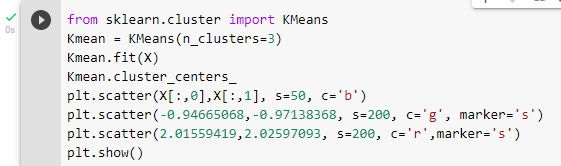 0s
from sklearn.cluster import KMeans
Kmean = KMeans(n_clusters=3)
Kmean.fit(X)
Kmean.cluster_centers_
plt.scatter(X[:,0],X[:,1], s=50, c='b')
plt.scatter(-0.94665068,-0.97138368, s=200, c='g', marker='s')
plt.scatter(2.01559419,2.02597093, s=200, c='r',marker='s')
plt.show()